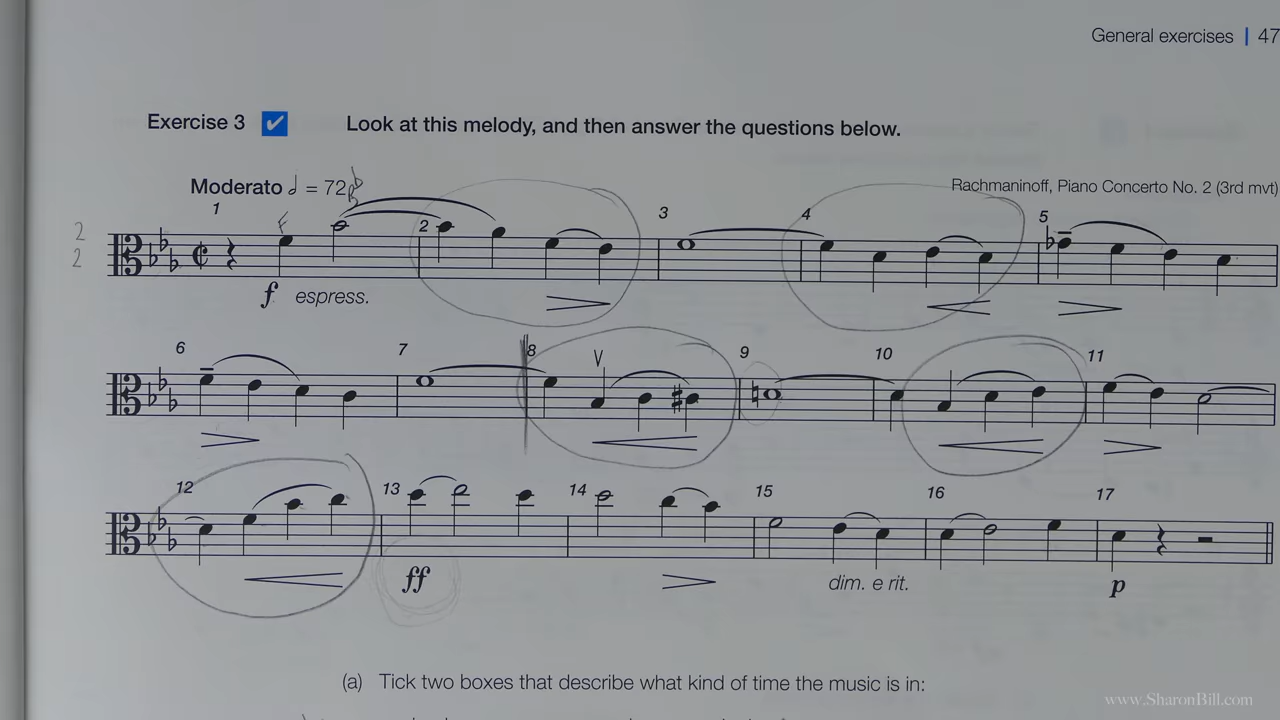 General exercises | 47
Exercise 3 ✔ Look at this melody, and then answer the questions below.
Moderato 𝅗𝅥 = 72
Rachmaninoff, Piano Concerto No. 2 (3rd mvt)
1 2 3 4 5
F
2
2
f espress.
6 7 8 9 10 11
V
12 13 14 15 16 17
ff dim. e rit. p
(a) Tick two boxes that describe what kind of time the music is in:
www.SharonBill.com